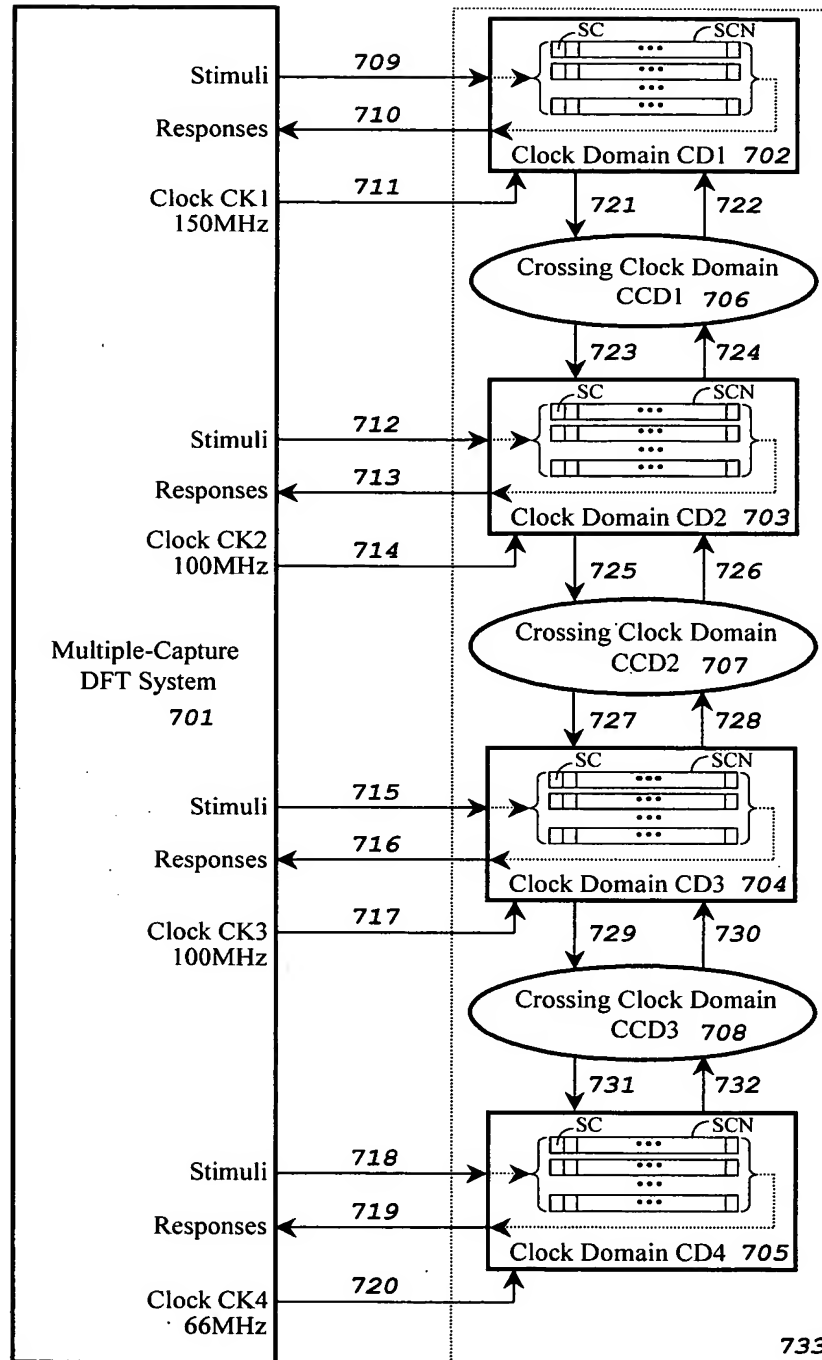 SC SCN
•••
Stimuli 709
•••
Responses 710
Clock Domain CD1 702
Clock CK1 711
150MHz
721 722
Crossing Clock Domain
CCD1 706
723 724
SC SCN
•••
Stimuli 712
•••
Responses 713
Clock Domain CD2 703
Clock CK2 714
100MHz
725 726
Crossing Clock Domain
CCD2 707
Multiple-Capture
DFT System
701
727 728
SC SCN
•••
Stimuli 715
•••
Responses 716
Clock Domain CD3 704
Clock CK3 717
100MHz
729 730
Crossing Clock Domain
CCD3 708
731 732
SC SCN
•••
Stimuli 718
•••
Responses 719
Clock Domain CD4 705
Clock CK4 720
66MHz
733